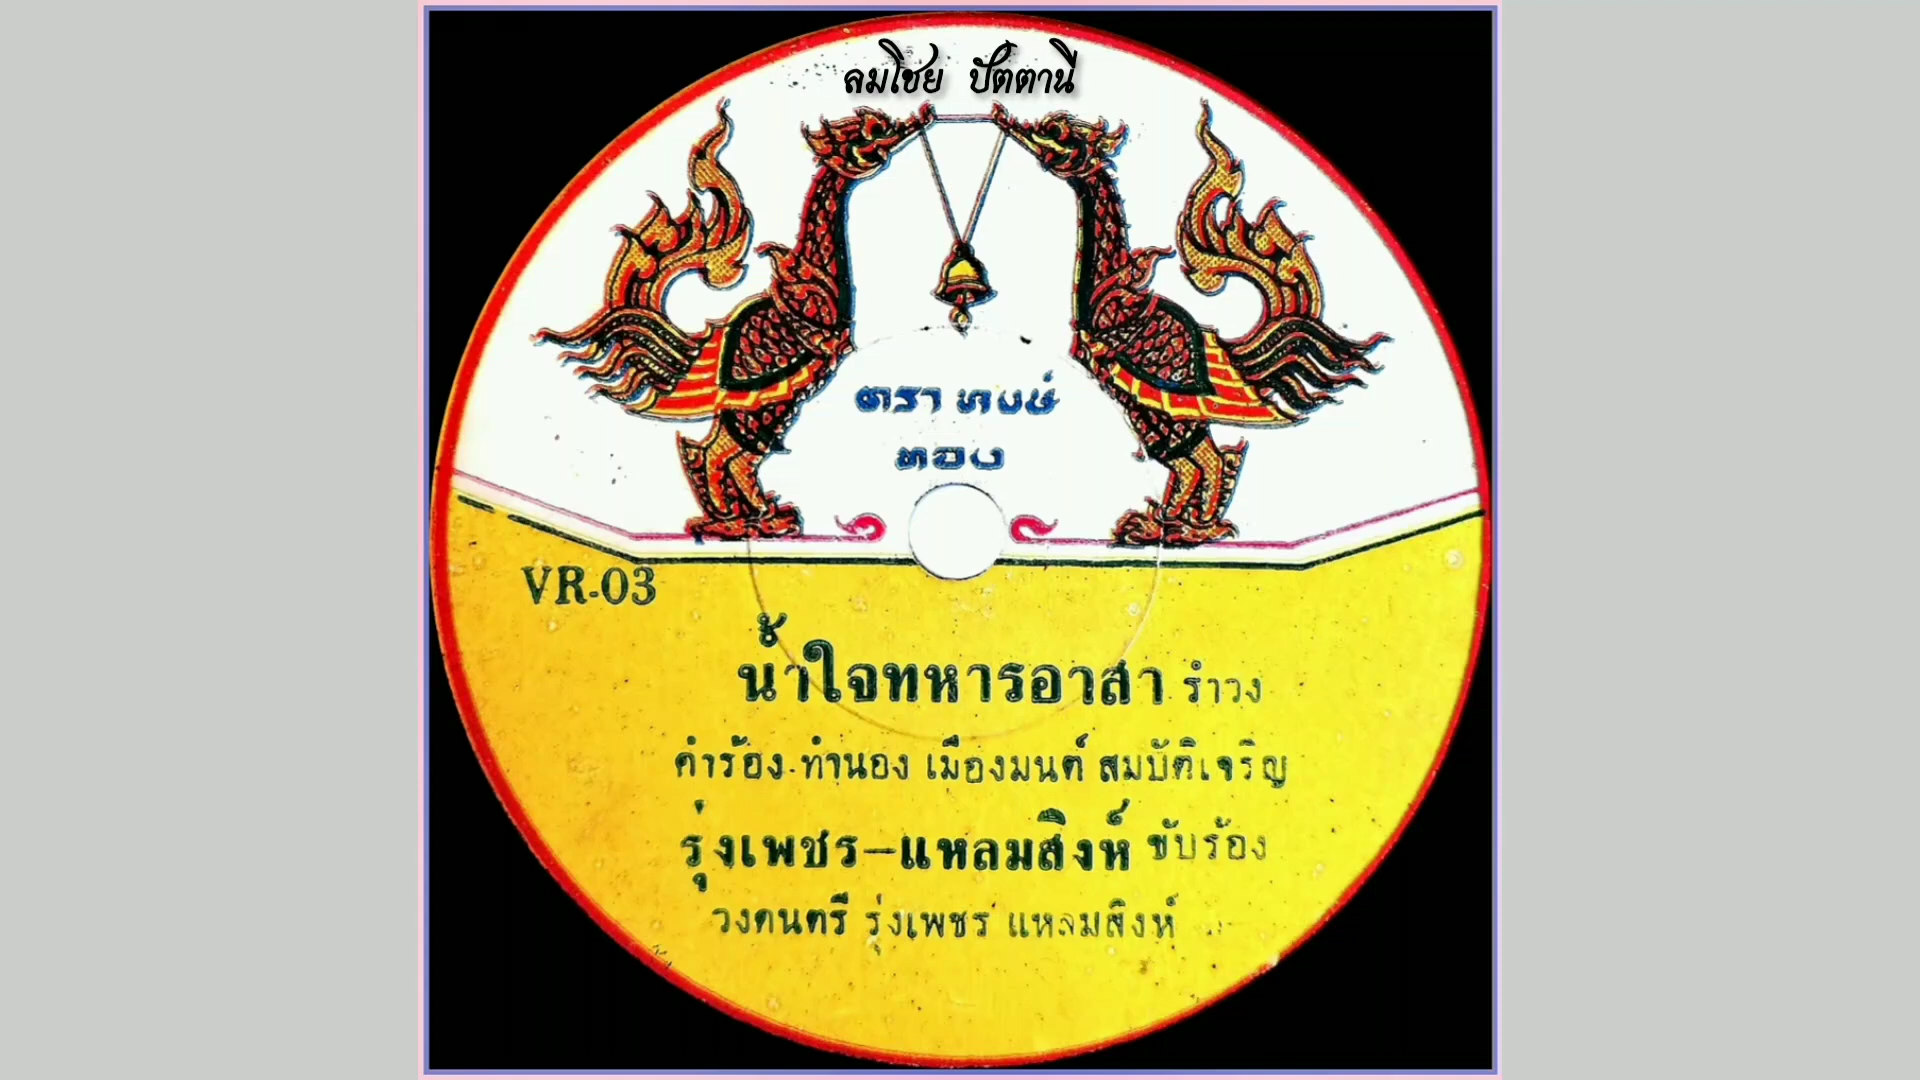 ลมโชย ปัตตานี
ตรา หงษ์
ทอง
VR-03
น้ำใจทหารอาสา รำวง
คำร้อง-ทำนอง เมืองมนต์ สมบัติเจริญ
รุ่งเพชร-แหลมสิงห์ ขับร้อง
วงดนตรี รุ่งเพชร แหลมสิงห์